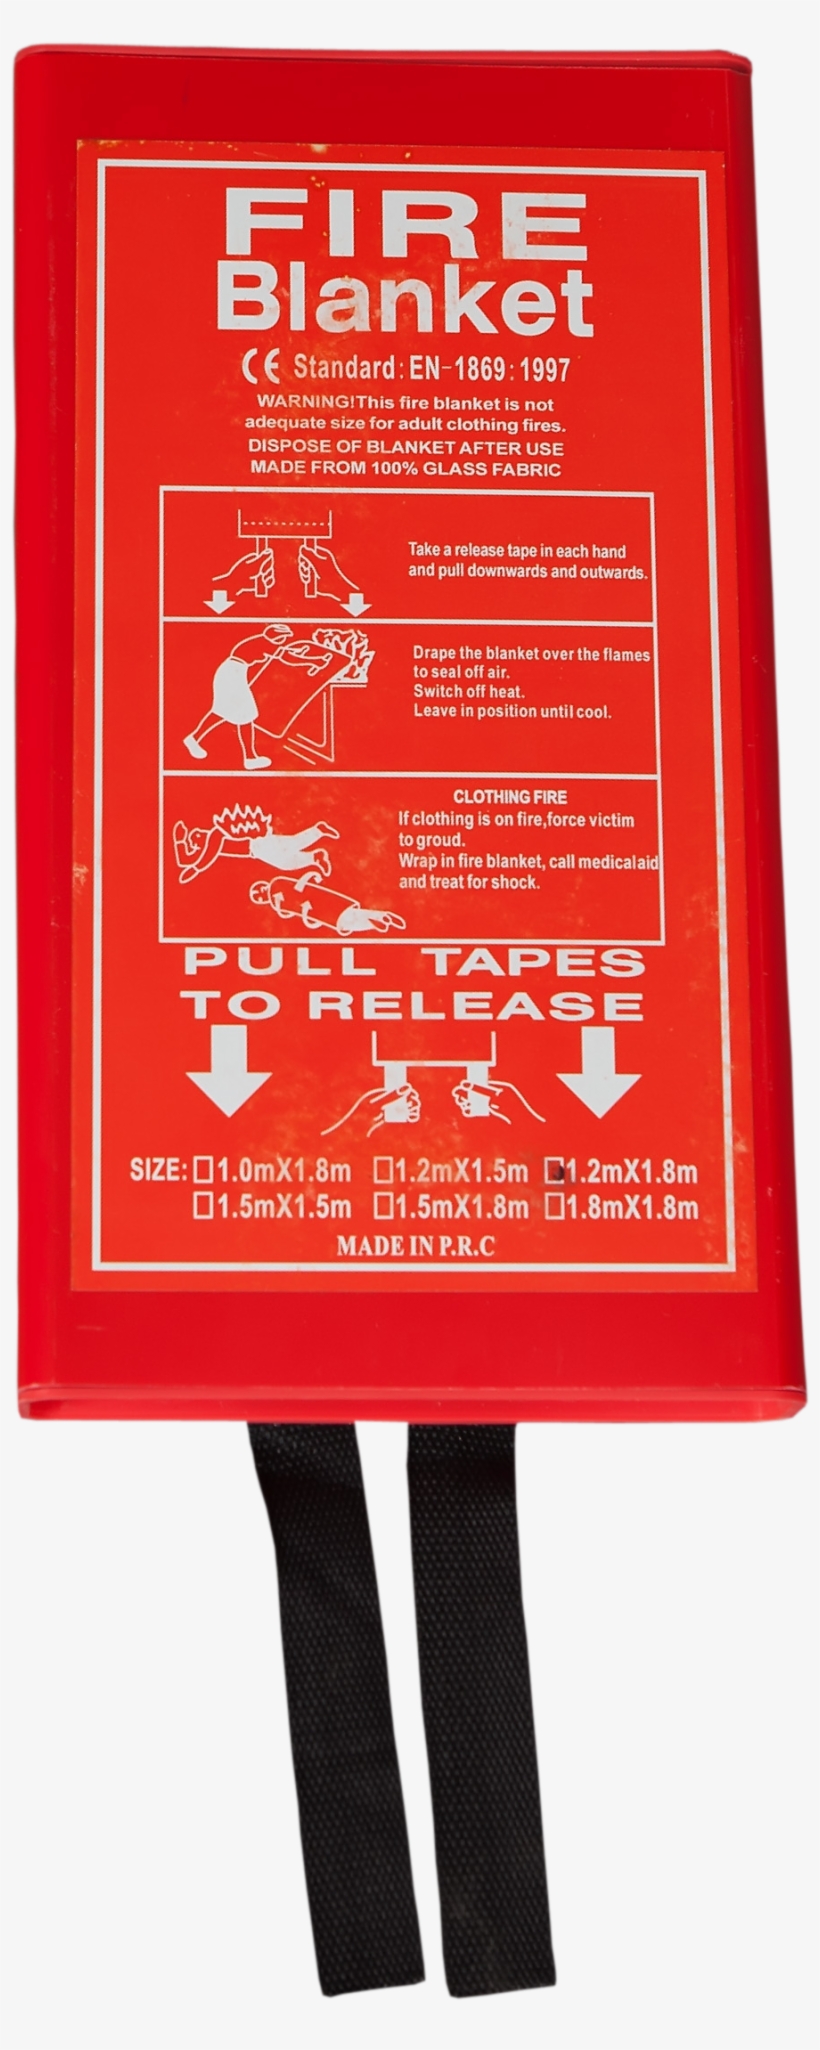 FIRE
Blanket
CE Standard: EN-1869: 1997
WARNING!This fire blanket is not
adequate size for adult clothing fires.
DISPOSE OF BLANKET AFTER USE
MADE FROM 100% GLASS FABRIC
Take a release tape in each hand
and pull downwards and outwards.
Drape the blanket over the flames
to seal off air.
Switch off heat.
Leave in position until cool.
CLOTHING FIRE
If clothing is on fire,force victim
to groud.
Wrap in fire blanket, call medicalaid
and treat for shock.
PULL TAPES
TO RELEASE
SIZE: □1.0mX1.8m □1.2mX1.5m ■1.2mX1.8m
□1.5mX1.5m □1.5mX1.8m □1.8mX1.8m
MADE IN P.R.C